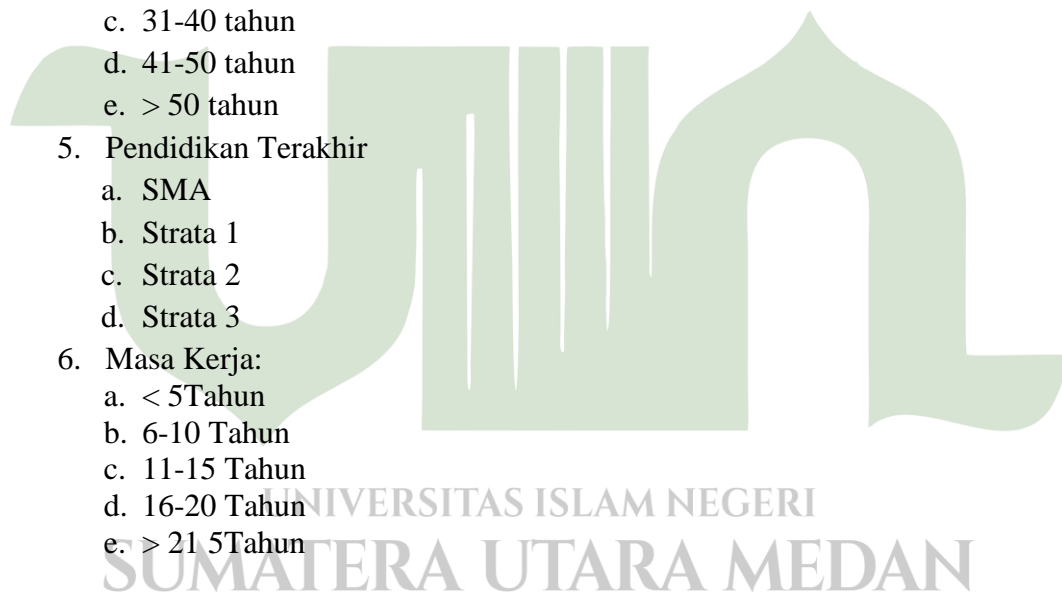 c. 31-40 tahun
d. 41-50 tahun
e. > 50 tahun
5. Pendidikan Terakhir
a. SMA
b. Strata 1
c. Strata 2
d. Strata 3
6. Masa Kerja:
a. < 5Tahun
b. 6-10 Tahun
c. 11-15 Tahun
d. 16-20 Tahun
UNIVERSITAS ISLAM NEGERI
e. > 21 5Tahun
SUMATERA UTARA MEDAN